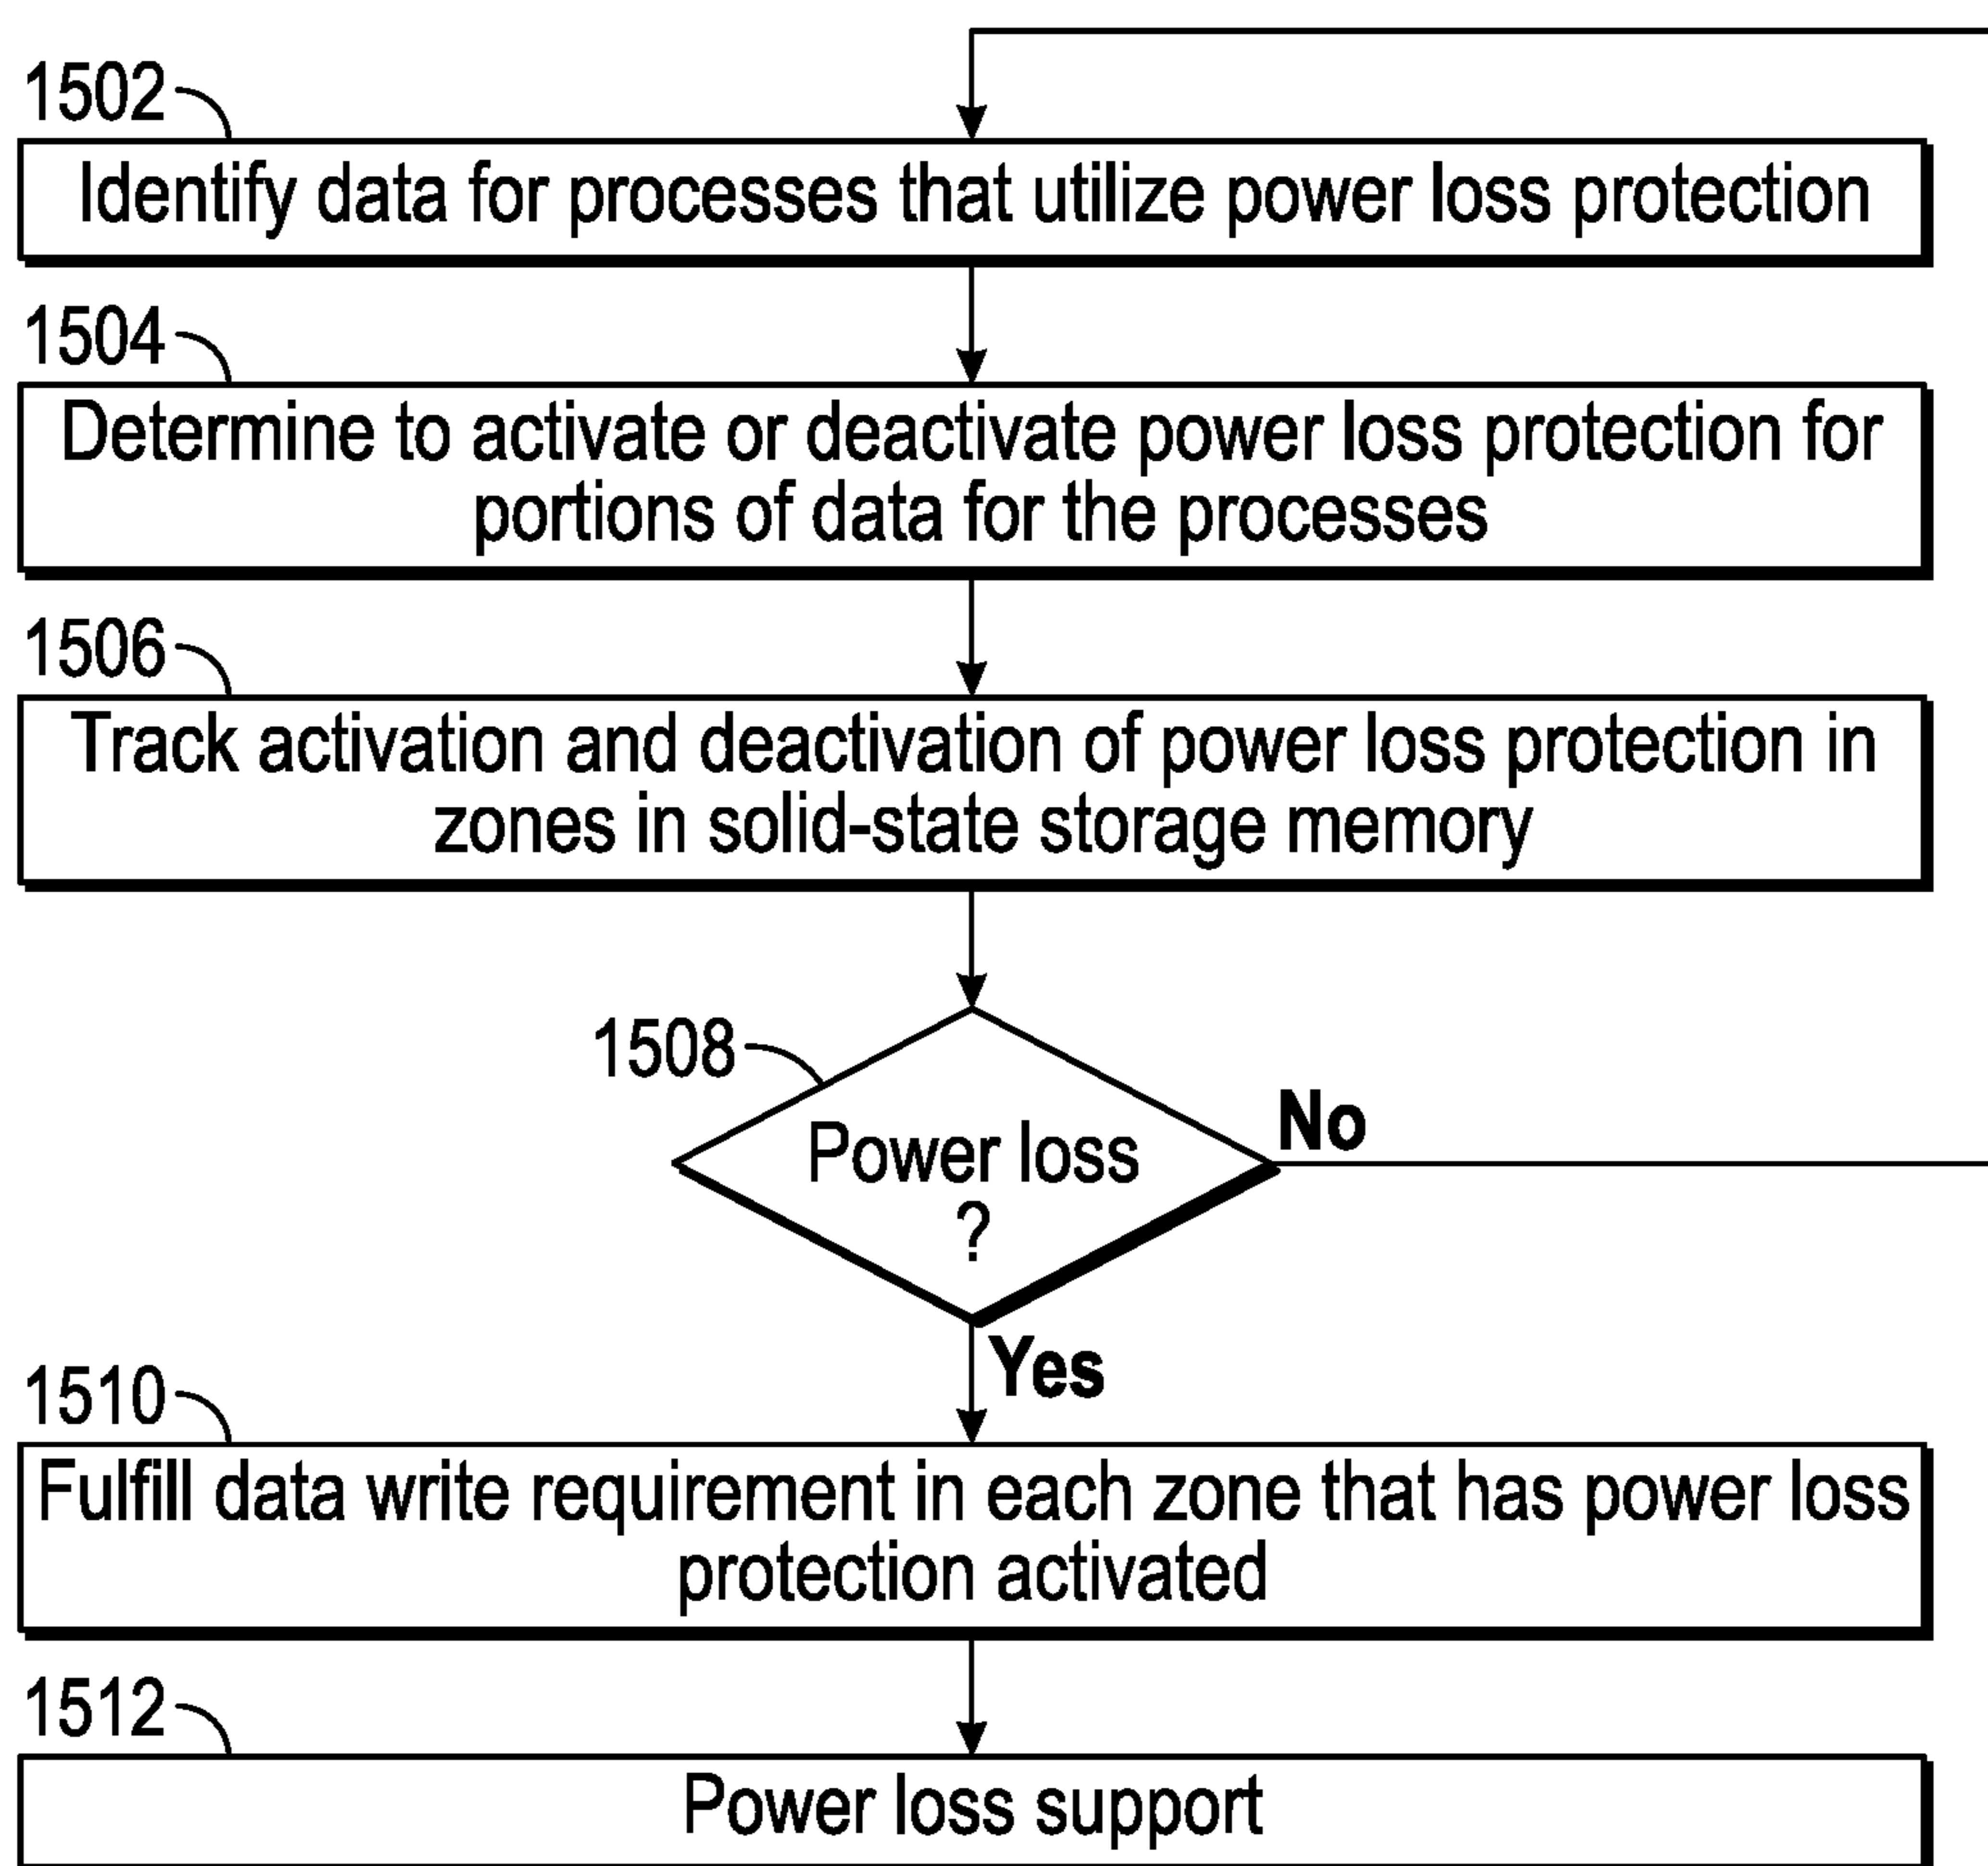 1502
Identify data for processes that utilize power loss protection
1504
Determine to activate or deactivate power loss protection for
portions of data for the processes
1506
Track activation and deactivation of power loss protection in
zones in solid-state storage memory
1508
Power loss
?
No
Yes
1510
Fulfill data write requirement in each zone that has power loss
protection activated
1512
Power loss support